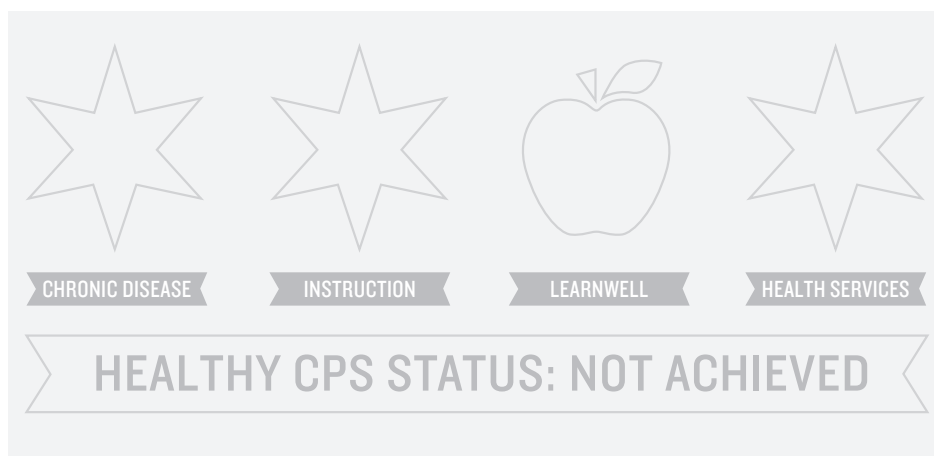 CHRONIC DISEASE
INSTRUCTION
LEARNWELL
HEALTH SERVICES
HEALTHY CPS STATUS: NOT ACHIEVED